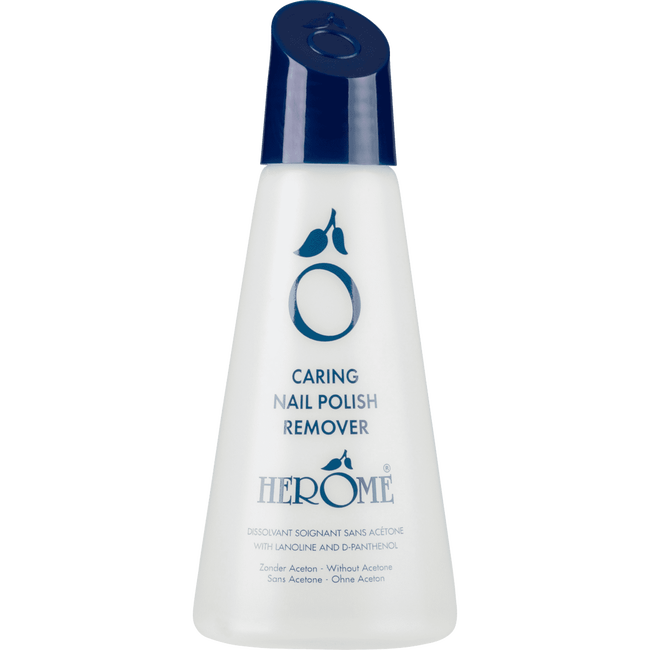 CARING
NAIL POLISH
REMOVER
HERÔME®
DISSOLVANT SOIGNANT SANS ACÉTONE
WITH LANOLINE AND D-PANTHENOL
Zonder Aceton - Without Acetone
Sans Acetone - Ohne Aceton